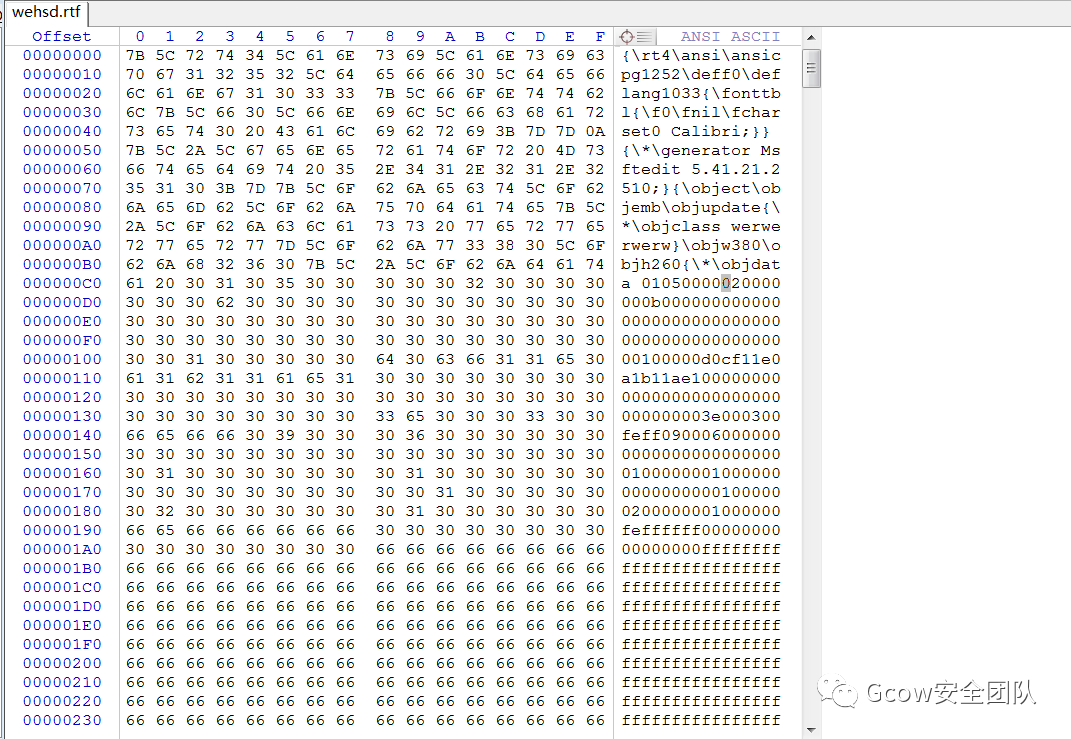 wehsd.rtf
Offset 0 1 2 3 4 5 6 7 8 9 A B C D E F ANSI ASCII
00000000 7B 5C 72 74 34 5C 61 6E 73 69 5C 61 6E 73 69 63 {\rt4\ansi\ansic
00000010 70 67 31 32 35 32 5C 64 65 66 66 30 5C 64 65 66 pg1252\deff0\def
00000020 6C 61 6E 67 31 30 33 33 7B 5C 66 6F 6E 74 74 62 lang1033{\fonttb
00000030 6C 7B 5C 66 30 5C 66 6E 69 6C 5C 66 63 68 61 72 l{\f0\fnil\fchar
00000040 73 65 74 30 20 43 61 6C 69 62 72 69 3B 7D 7D 0A set0 Calibri;}}
00000050 7B 5C 2A 5C 67 65 6E 65 72 61 74 6F 72 20 4D 73 {\*\generator Ms
00000060 66 74 65 64 69 74 20 35 2E 34 31 2E 32 31 2E 32 ftedit 5.41.21.2
00000070 35 31 30 3B 7D 7B 5C 6F 62 6A 65 63 74 5C 6F 62 510;}{\object\ob
00000080 6A 65 6D 62 5C 6F 62 6A 75 70 64 61 74 65 7B 5C jemb\objupdate{\
00000090 2A 5C 6F 62 6A 63 6C 61 73 73 20 77 65 72 77 65 *\objclass werwe
000000A0 72 77 65 72 77 7D 5C 6F 62 6A 77 33 38 30 5C 6F rwerw}\objw380\o
000000B0 62 6A 68 32 36 30 7B 5C 2A 5C 6F 62 6A 64 61 74 bjh260{\*\objdat
000000C0 61 20 30 31 30 35 30 30 30 30 30 32 30 30 30 30 a 01050000020000
000000D0 30 30 30 62 30 30 30 30 30 30 30 30 30 30 30 30 000b000000000000
000000E0 30 30 30 30 30 30 30 30 30 30 30 30 30 30 30 30 0000000000000000
000000F0 30 30 30 30 30 30 30 30 30 30 30 30 30 30 30 30 0000000000000000
00000100 30 30 31 30 30 30 30 30 64 30 63 66 31 31 65 30 00100000d0cf11e0
00000110 61 31 62 31 31 61 65 31 30 30 30 30 30 30 30 30 a1b11ae100000000
00000120 30 30 30 30 30 30 30 30 30 30 30 30 30 30 30 30 0000000000000000
00000130 30 30 30 30 30 30 30 30 33 65 30 30 30 33 30 30 000000003e000300
00000140 66 65 66 66 30 39 30 30 30 36 30 30 30 30 30 30 feff090006000000
00000150 30 30 30 30 30 30 30 30 30 30 30 30 30 30 30 30 0000000000000000
00000160 30 31 30 30 30 30 30 30 30 31 30 30 30 30 30 30 0100000001000000
00000170 30 30 30 30 30 30 30 30 30 30 31 30 30 30 30 30 0000000000100000
00000180 30 32 30 30 30 30 30 30 30 31 30 30 30 30 30 30 0200000001000000
00000190 66 65 66 66 66 66 66 66 30 30 30 30 30 30 30 30 feffffff00000000
000001A0 30 30 30 30 30 30 30 30 66 66 66 66 66 66 66 66 00000000ffffffff
000001B0 66 66 66 66 66 66 66 66 66 66 66 66 66 66 66 66 ffffffffffffffff
000001C0 66 66 66 66 66 66 66 66 66 66 66 66 66 66 66 66 ffffffffffffffff
000001D0 66 66 66 66 66 66 66 66 66 66 66 66 66 66 66 66 ffffffffffffffff
000001E0 66 66 66 66 66 66 66 66 66 66 66 66 66 66 66 66 ffffffffffffffff
000001F0 66 66 66 66 66 66 66 66 66 66 66 66 66 66 66 66 ffffffffffffffff
00000200 66 66 66 66 66 66 66 66 66 66 66 66 66 66 66 66 ffffffffffffffff
00000210 66 66 66 66 66 66 66 66 66 66 66 66 66 66 66 66 ffffffffffffffff
00000220 66 66 66 66 66 66 66 66 66 66 66 66 66 66 66 66 ffffffffffffffff
00000230 66 66 66 66 66 66 66 66 66 66 66 66 66 66 66 66 ffffffffffffffff
Gcow安全团队